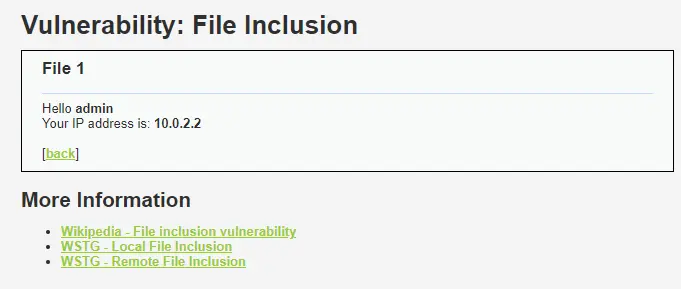 Vulnerability: File Inclusion
File 1
Hello admin
Your IP address is: 10.0.2.2
[back]
More Information
Wikipedia - File inclusion vulnerability
WSTG - Local File Inclusion
WSTG - Remote File Inclusion